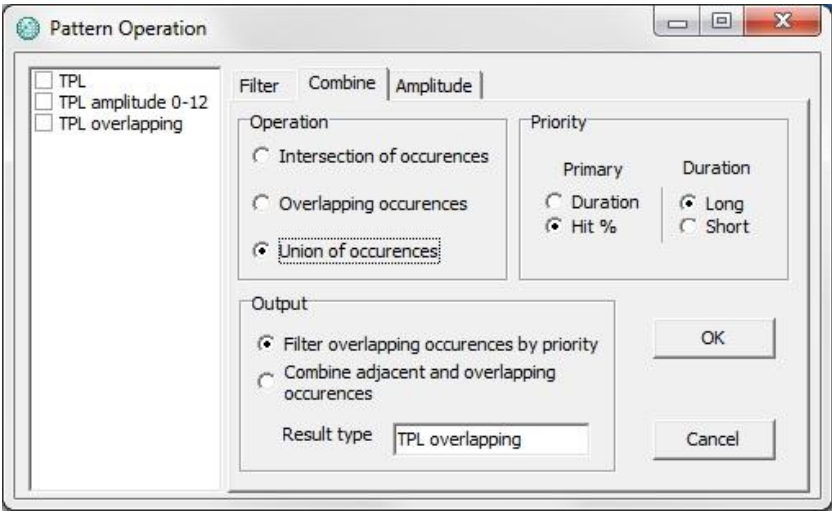 Pattern Operation
TPL
TPL amplitude 0-12
TPL overlapping
Filter
Combine
Amplitude
Operation
Intersection of occurences
Overlapping occurences
Union of occurences
Priority
Primary
Duration
Duration
Long
Hit %
Short
Output
Filter overlapping occurences by priority
Combine adjacent and overlapping
occurences
Result type
TPL overlapping
OK
Cancel